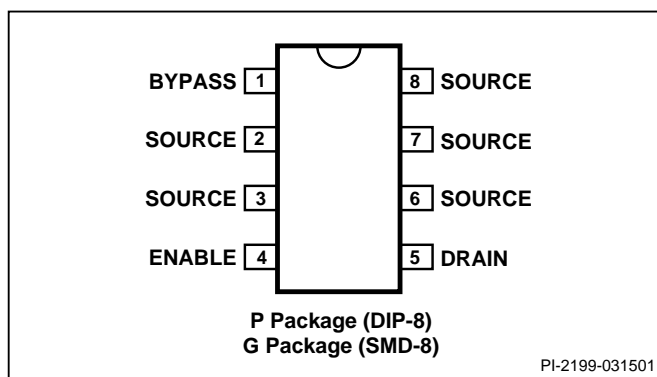 BYPASS 1 8 SOURCE
SOURCE 2 7 SOURCE
SOURCE 3 6 SOURCE
ENABLE 4 5 DRAIN
P Package (DIP-8)
G Package (SMD-8)
PI-2199-031501